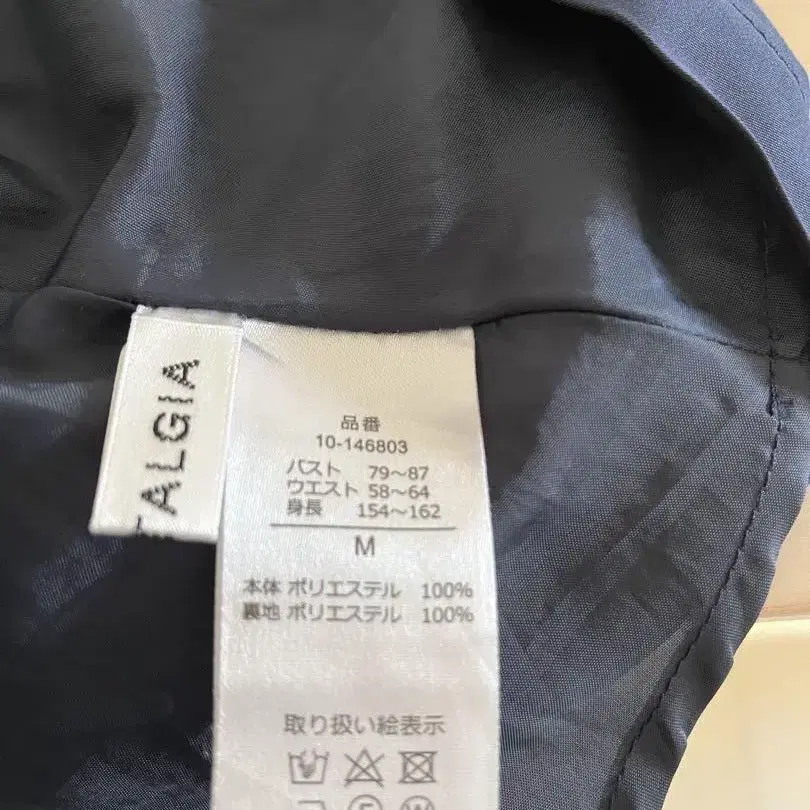 TALGIA
品番
10-146803
バスト 79～87
ウエスト 58～64
身長 154～162
M
本体 ポリエステル 100%
裏地 ポリエステル 100%
取り扱い絵表示